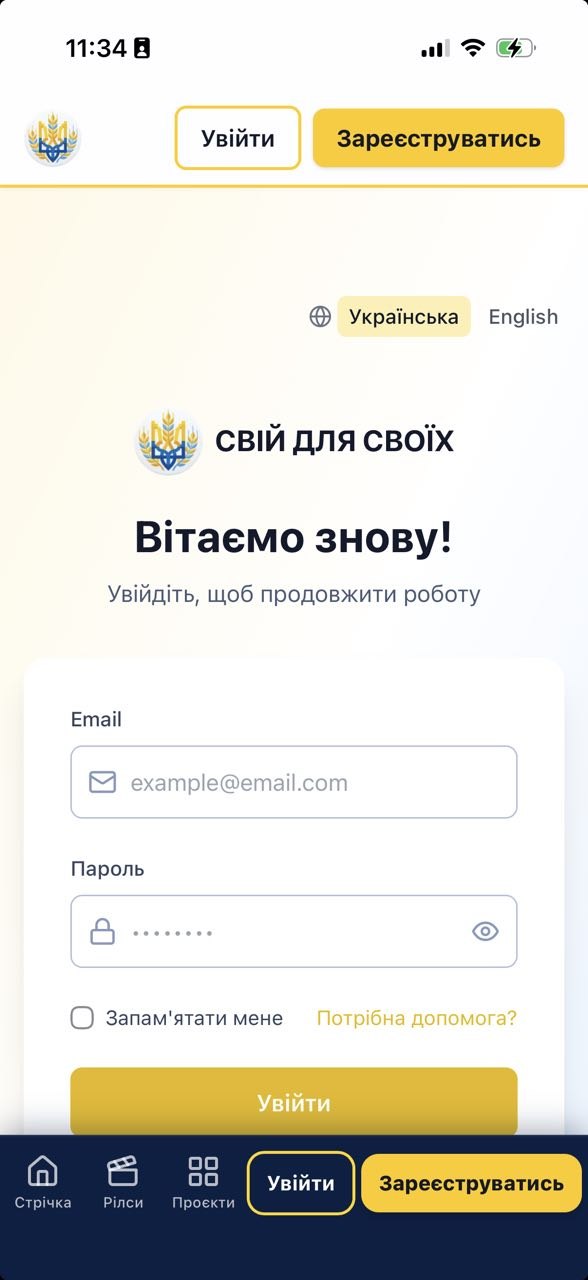 11:34
Увійти Зареєструватись
Українська English
СВІЙ ДЛЯ СВОЇХ
Вітаємо знову!
Увійдіть, щоб продовжити роботу
Email
example@email.com
Пароль
••••••••
Запам'ятати мене Потрібна допомога?
Увійти
Стрічка Рілси Проєкти Увійти Зареєструватись